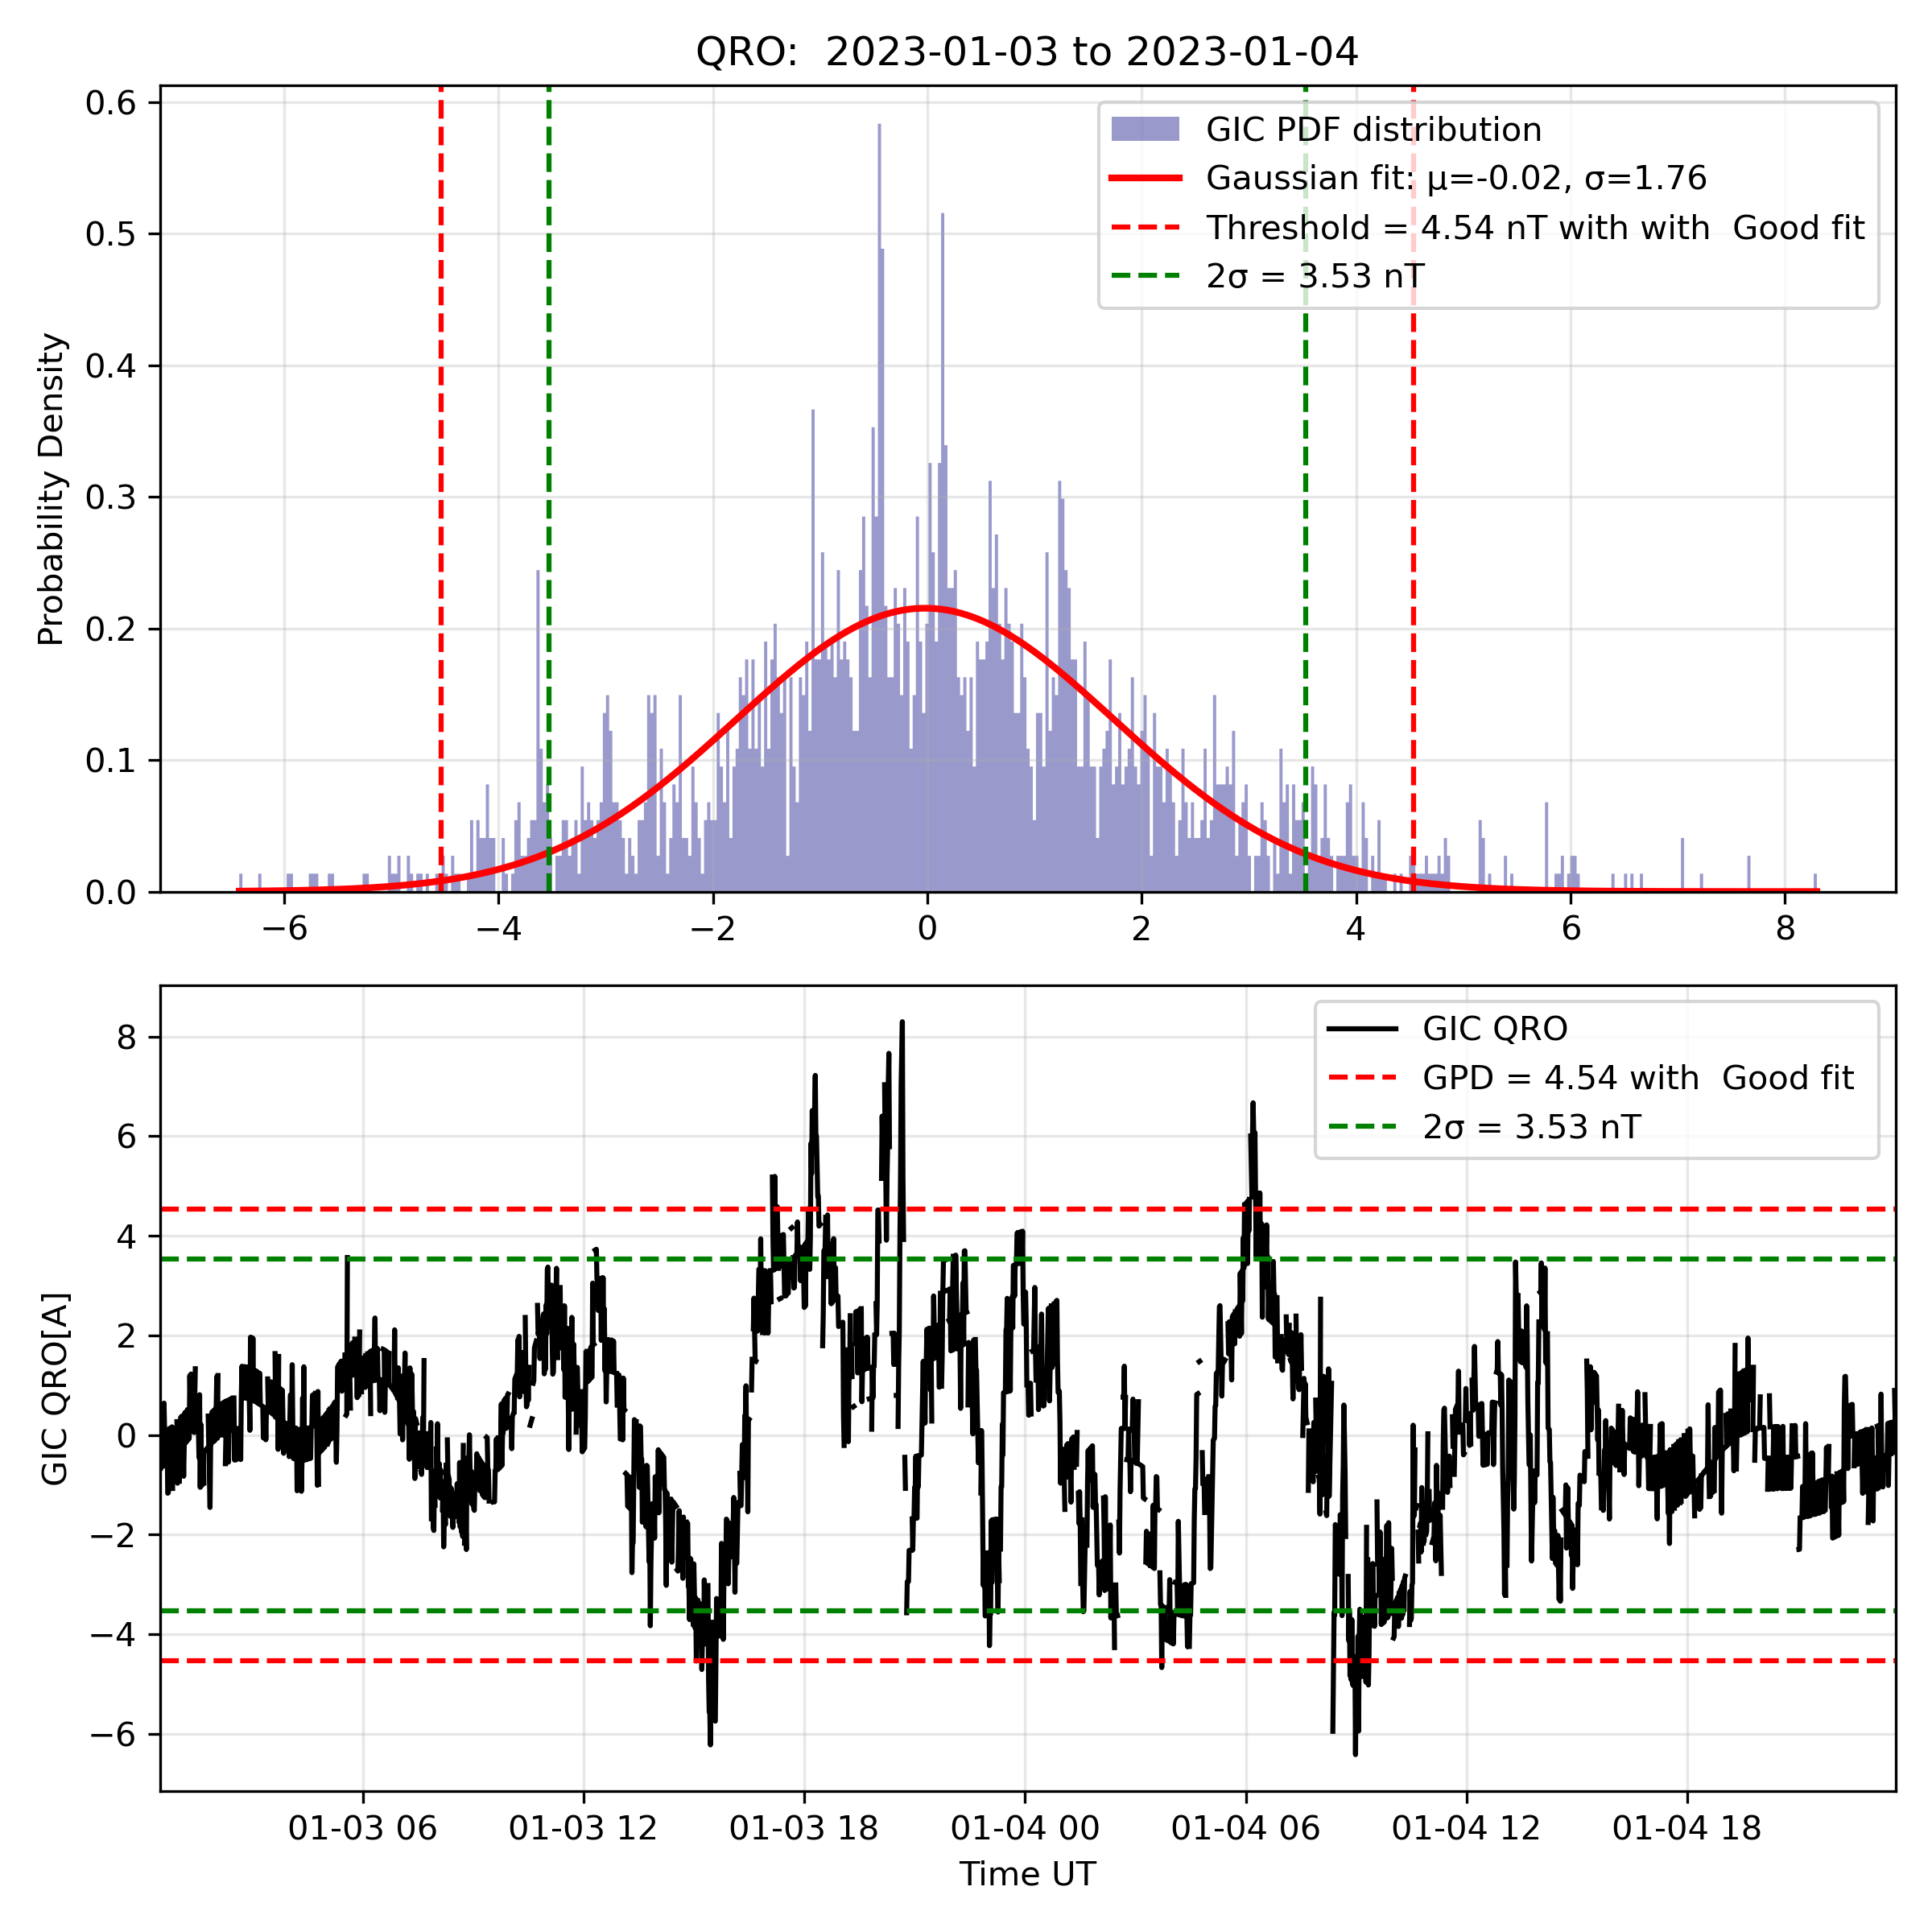 QRO:  2023-01-03 to 2023-01-04
0.6
0.5
0.4
0.3
0.2
0.1
0.0
Probability Density
GIC PDF distribution
Gaussian fit: μ=-0.02, σ=1.76
Threshold = 4.54 nT with with  Good fit
2σ = 3.53 nT
−6 −4 −2 0 2 4 6 8
8
6
4
2
0
−2
−4
−6
GIC QRO[A]
GIC QRO
GPD = 4.54 with  Good fit
2σ = 3.53 nT
01-03 06 01-03 12 01-03 18 01-04 00 01-04 06 01-04 12 01-04 18
Time UT